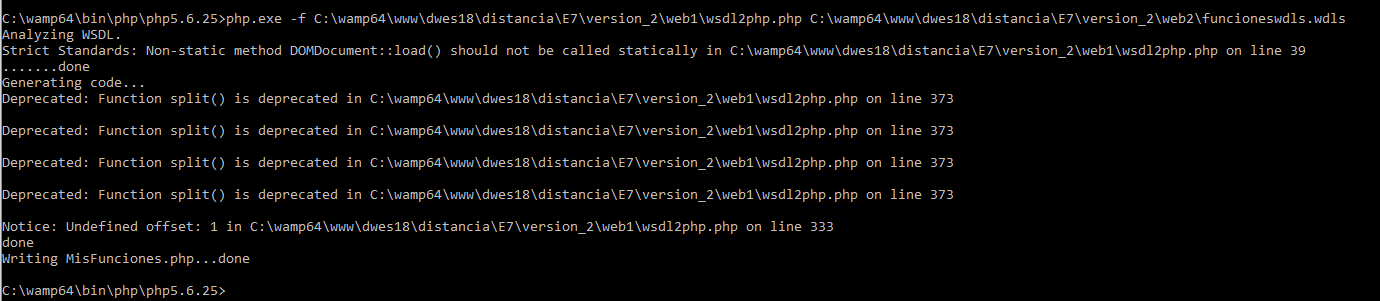 C:\wamp64\bin\php\php5.6.25>php.exe -f C:\wamp64\www\dwes18\distancia\E7\version_2\web1\wsdl2php.php C:\wamp64\www\dwes18\distancia\E7\version_2\web2\funcioneswdls.wdls
Analyzing WSDL.
Strict Standards: Non-static method DOMDocument::load() should not be called statically in C:\wamp64\www\dwes18\distancia\E7\version_2\web1\wsdl2php.php on line 39
.......done
Generating code...
Deprecated: Function split() is deprecated in C:\wamp64\www\dwes18\distancia\E7\version_2\web1\wsdl2php.php on line 373
Deprecated: Function split() is deprecated in C:\wamp64\www\dwes18\distancia\E7\version_2\web1\wsdl2php.php on line 373
Deprecated: Function split() is deprecated in C:\wamp64\www\dwes18\distancia\E7\version_2\web1\wsdl2php.php on line 373
Deprecated: Function split() is deprecated in C:\wamp64\www\dwes18\distancia\E7\version_2\web1\wsdl2php.php on line 373
Notice: Undefined offset: 1 in C:\wamp64\www\dwes18\distancia\E7\version_2\web1\wsdl2php.php on line 333
done
Writing MisFunciones.php...done
C:\wamp64\bin\php\php5.6.25>